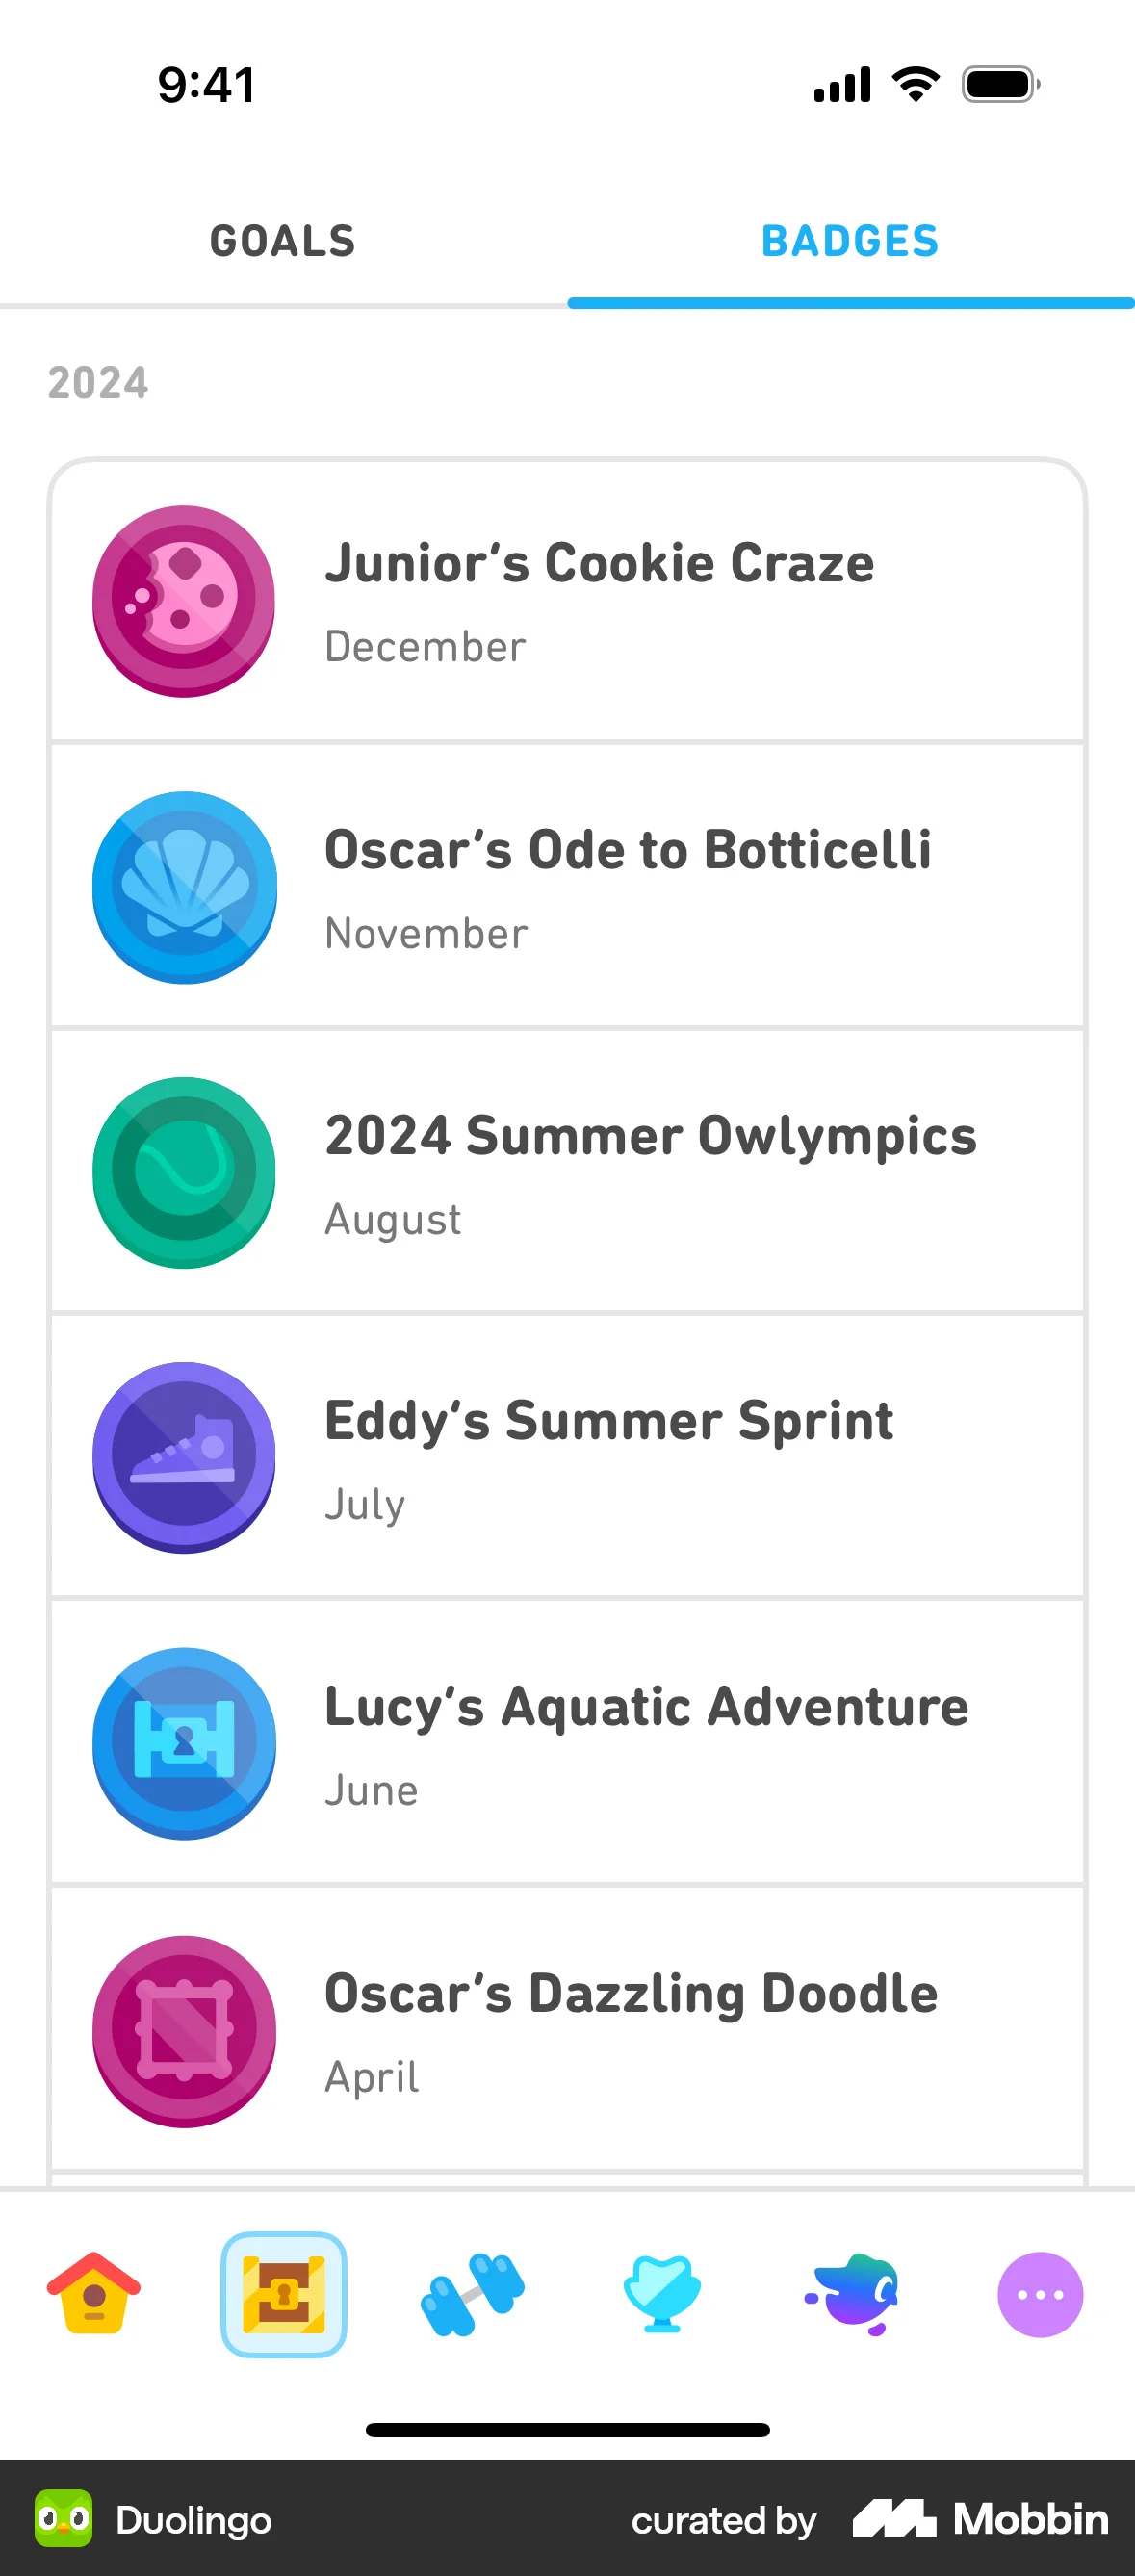 9:41
GOALS
BADGES
2024
Junior's Cookie Craze
December
Oscar's Ode to Botticelli
November
2024 Summer Owlympics
August
Eddy's Summer Sprint
July
Lucy's Aquatic Adventure
June
Oscar's Dazzling Doodle
April
Duolingo
curated by Mobbin